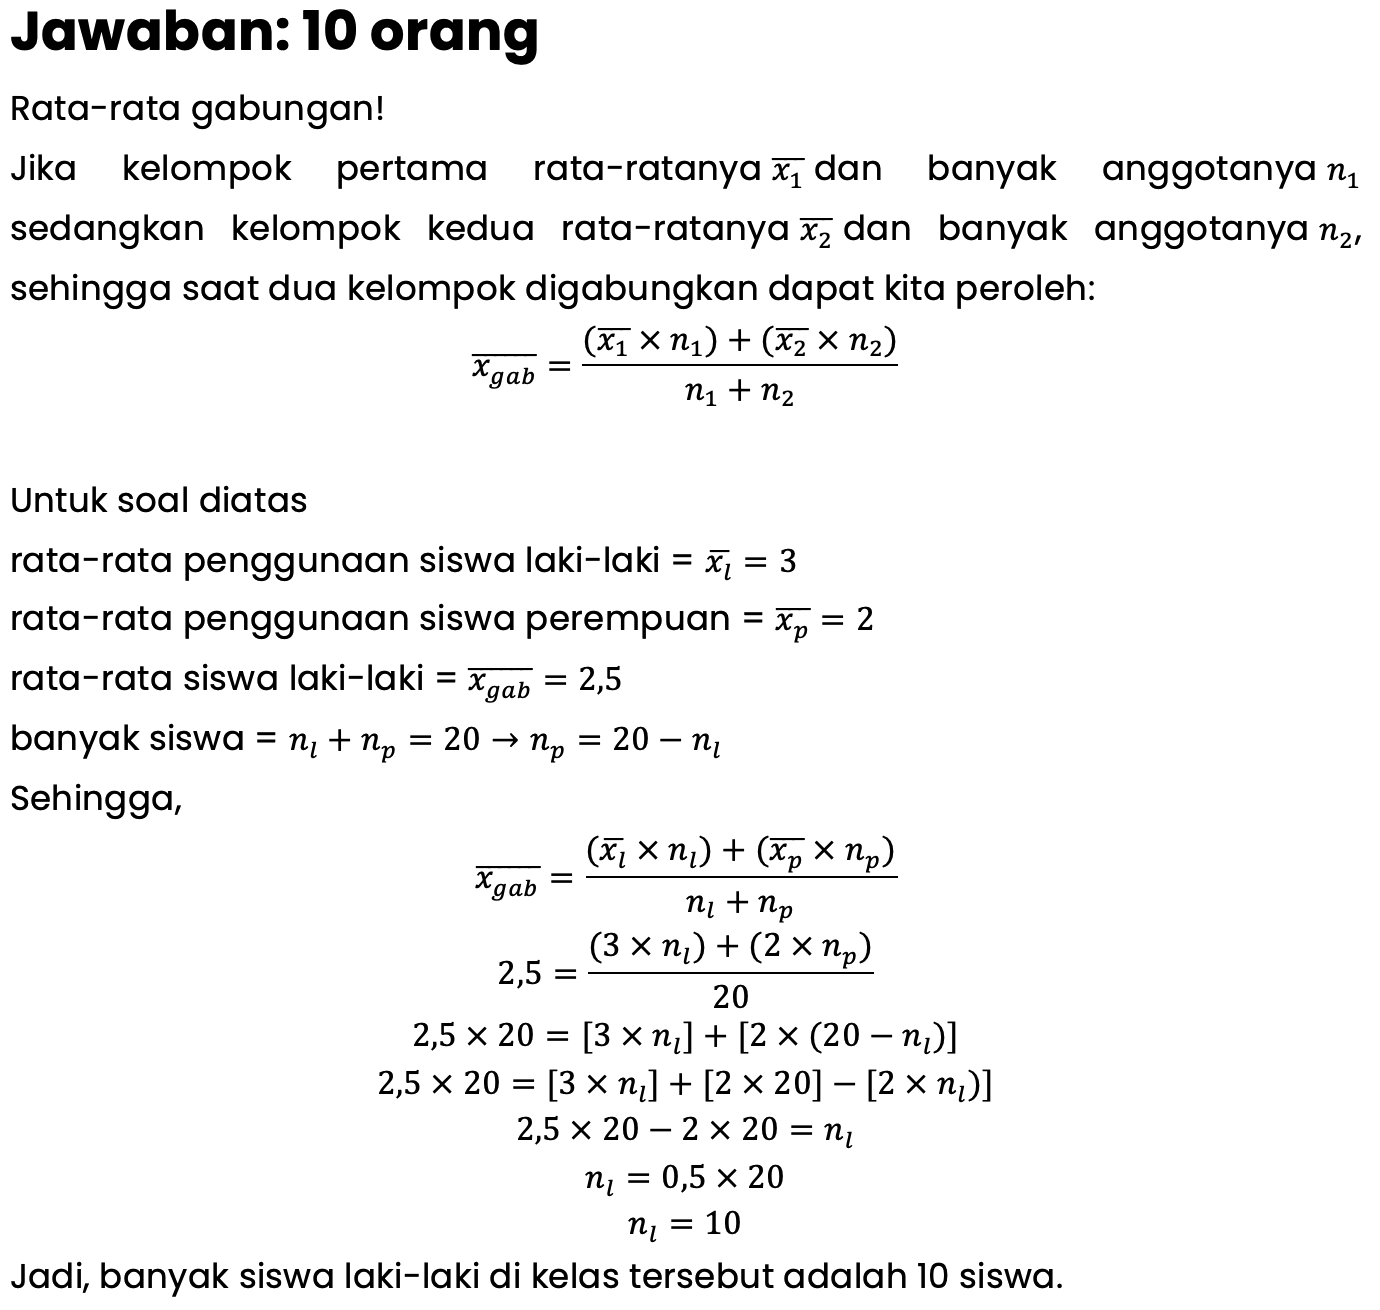 Jawaban: 10 orang
Rata-rata gabungan!
Jika kelompok pertama rata-ratanya $\overline{x_1}$ dan banyak anggotanya $n_1$
sedangkan kelompok kedua rata-ratanya $\overline{x_2}$ dan banyak anggotanya $n_2$,
sehingga saat dua kelompok digabungkan dapat kita peroleh:
$\overline{x_{gab}} = \frac{(\overline{x_1} \times n_1) + (\overline{x_2} \times n_2)}{n_1 + n_2}$
Untuk soal diatas
rata-rata penggunaan siswa laki-laki = $\overline{x_l} = 3$
rata-rata penggunaan siswa perempuan = $\overline{x_p} = 2$
rata-rata siswa laki-laki = $\overline{x_{gab}} = 2,5$
banyak siswa = $n_l + n_p = 20 \rightarrow n_p = 20 - n_l$
Sehingga,
$\overline{x_{gab}} = \frac{(\overline{x_l} \times n_l) + (\overline{x_p} \times n_p)}{n_l + n_p}$
$2,5 = \frac{(3 \times n_l) + (2 \times n_p)}{20}$
$2,5 \times 20 = [3 \times n_l] + [2 \times (20 - n_l)]$
$2,5 \times 20 = [3 \times n_l] + [2 \times 20] - [2 \times n_l)]$
$2,5 \times 20 - 2 \times 20 = n_l$
$n_l = 0,5 \times 20$
$n_l = 10$
Jadi, banyak siswa laki-laki di kelas tersebut adalah 10 siswa.